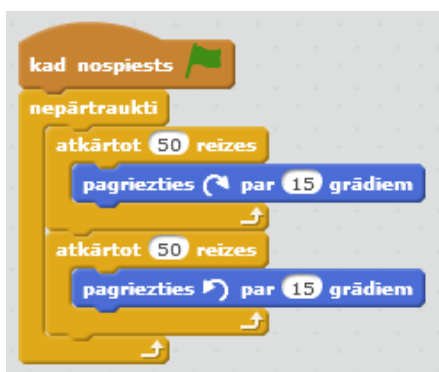 kad nospiests
nepārtraukti
atkārtot 50 reizes
pagriezties par 15 grādiem
atkārtot 50 reizes
pagriezties par 15 grādiem